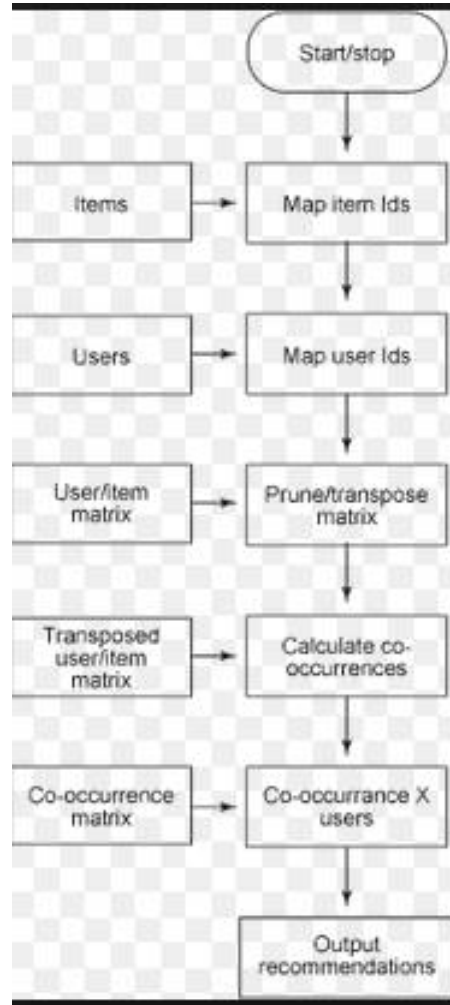 Start/stop
Items
Map item Ids
Users
Map user Ids
User/item
matrix
Prune/transpose
matrix
Transposed
user/item
matrix
Calculate co-
occurrences
Co-occurrence
matrix
Co-occurrance X
users
Output
recommendations